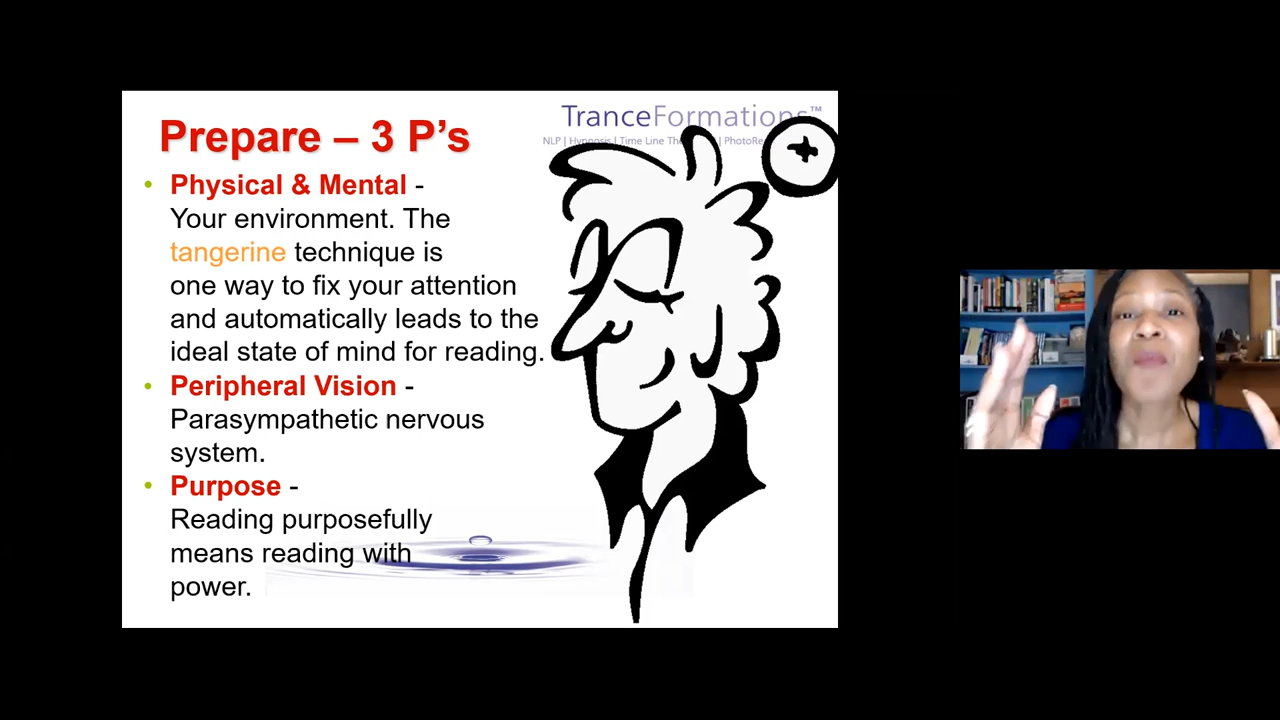 TranceFormations™
Prepare – 3 P's
NLP | Hypnosis | Time Line The | PhotoRe
• Physical & Mental -
Your environment. The
tangerine technique is
one way to fix your attention
and automatically leads to the
ideal state of mind for reading.
• Peripheral Vision -
Parasympathetic nervous
system.
• Purpose -
Reading purposefully
means reading with
power.